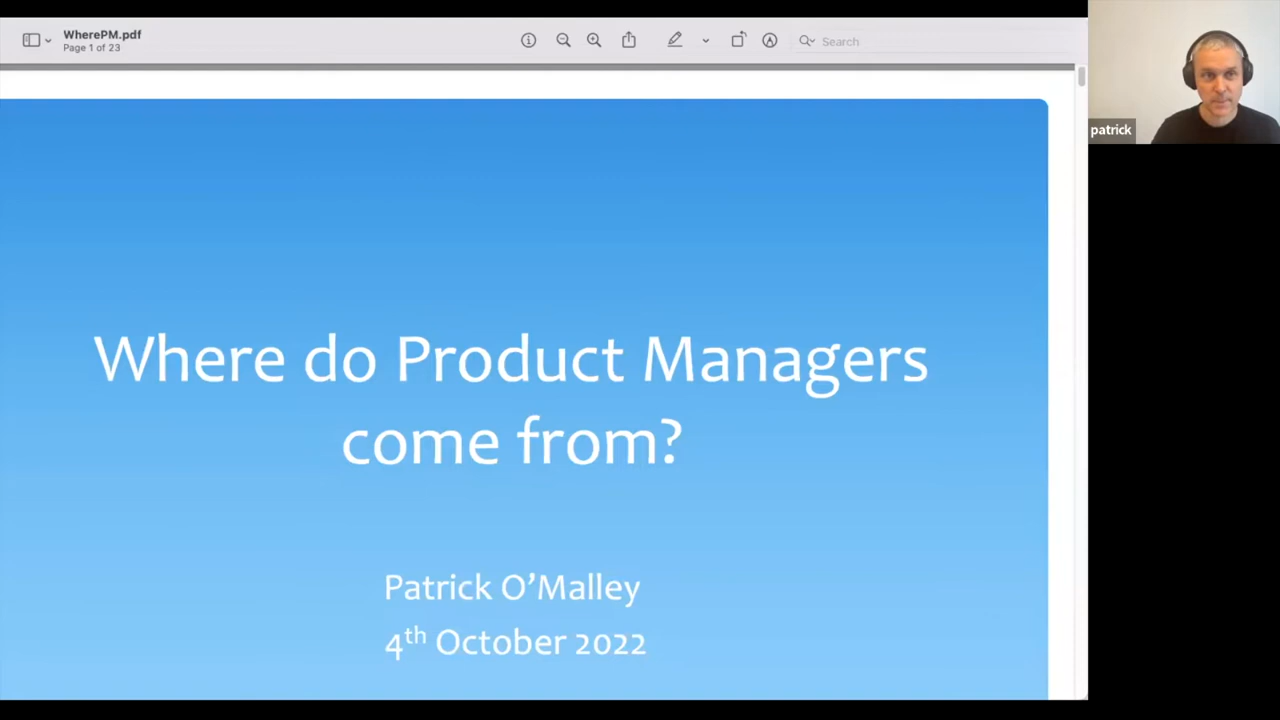 WherePM.pdf
Page 1 of 23
Search
patrick
Where do Product Managers
come from?
Patrick O’Malley
4th October 2022